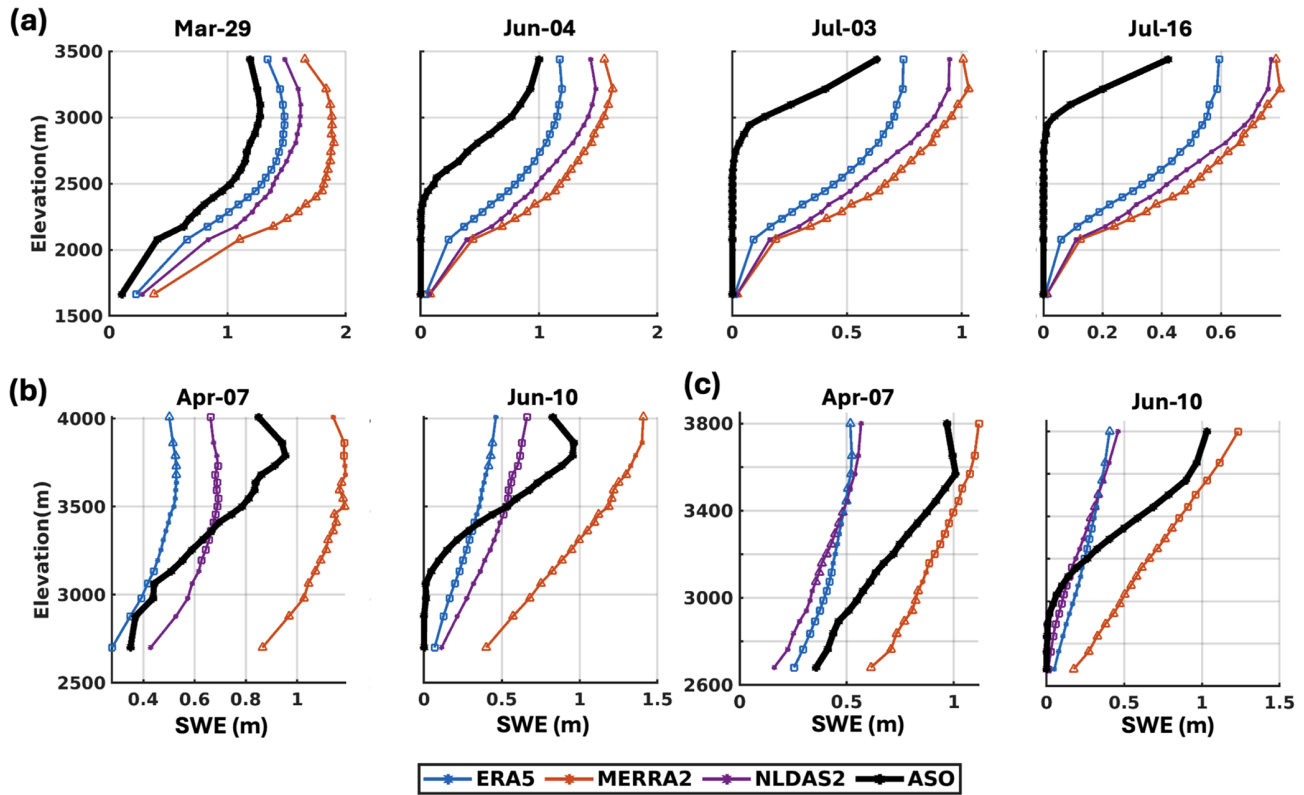 (a)
Mar-29 Jun-04 Jul-03 Jul-16
3500
3000
2500
2000
1500
Elevation(m)
0 1 2 0 1 2 0 0.5 1 0 0.2 0.4 0.6
(b) (c)
Apr-07 Jun-10 Apr-07 Jun-10
4000 3800
3500 3400
3000 3000
2500 2600
Elevation(m)
0.4 0.6 0.8 1 0 0.5 1 1.5 0 0.5 1 0 0.5 1 1.5
SWE (m) SWE (m) SWE (m) SWE (m)
ERA5 MERRA2 NLDAS2 ASO